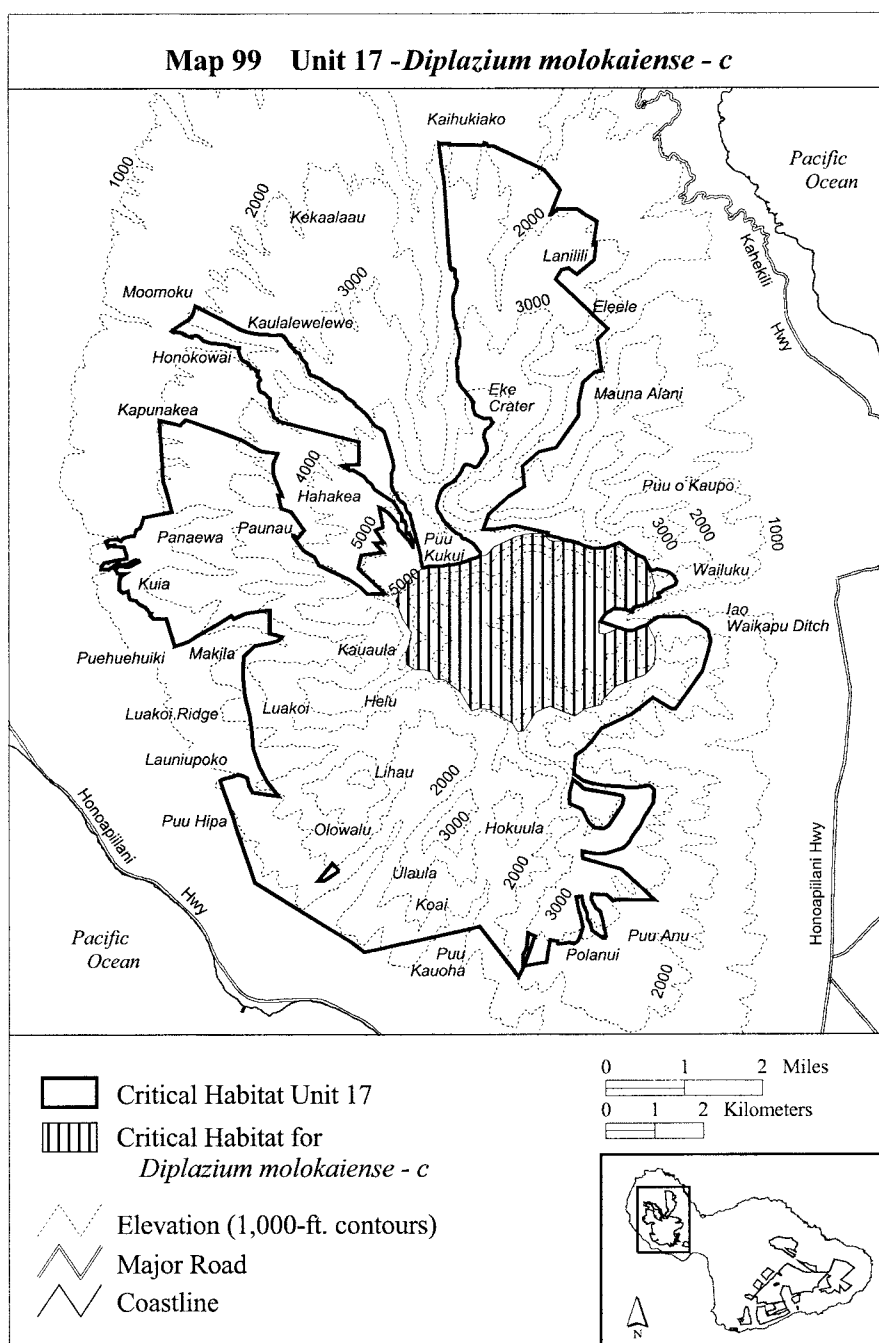 Map 99 Unit 17 -Diplazium molokaiense - c
Kaihukiako
Pacific
Ocean
1000
2000
Kekaalaau
2000
Lanilili
Kahekili
Hwy
3000
Moomoku
Kaulalewelewe
3000
Eleele
Honokowai
Kapunakea
Eke
Crater
Mauna Alani
4000
Hahakea
Puu o Kaupo
3000
2000
1000
Panaewa
Paunau
5000
Puu
Kukui
5000
Wailuku
Kuia
Iao
Waikapu Ditch
Puehuehuiki
Makila
Kauaula
Luakoi Ridge
Luakoi
Helu
Launiupoko
Lihau
2000
Puu Hipa
Olowalu
3000
Hokuula
Honoapiilani
Hwy
Ulaula
2000
Koai
3000
Honoapiilani Hwy
Pacific
Ocean
Puu
Kauoha
Polanui
Puu Anu
2000
Critical Habitat Unit 17
Critical Habitat for
Diplazium molokaiense - c
Elevation (1,000-ft. contours)
Major Road
Coastline
0 1 2 Miles
0 1 2 Kilometers
N